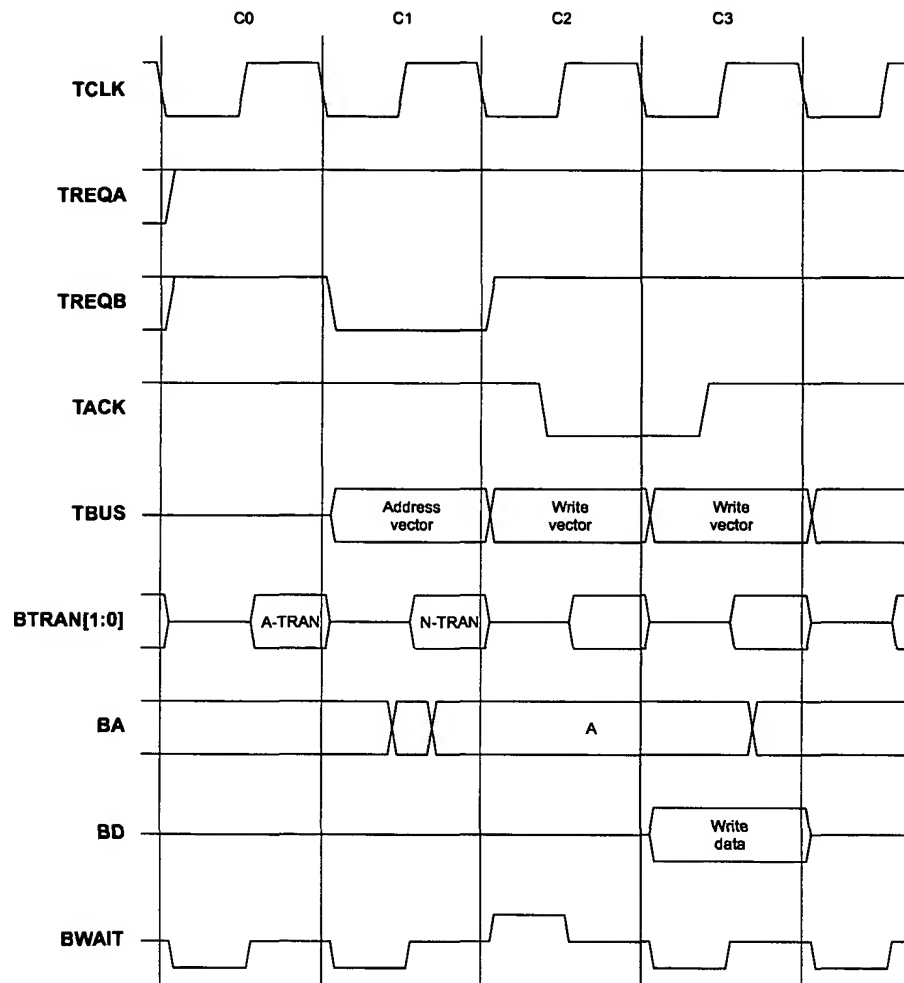 C0 C1 C2 C3
TCLK
TREQA
TREQB
TACK
TBUS Address vector Write vector Write vector
BTRAN[1:0] A-TRAN N-TRAN
BA A
BD Write data
BWAIT